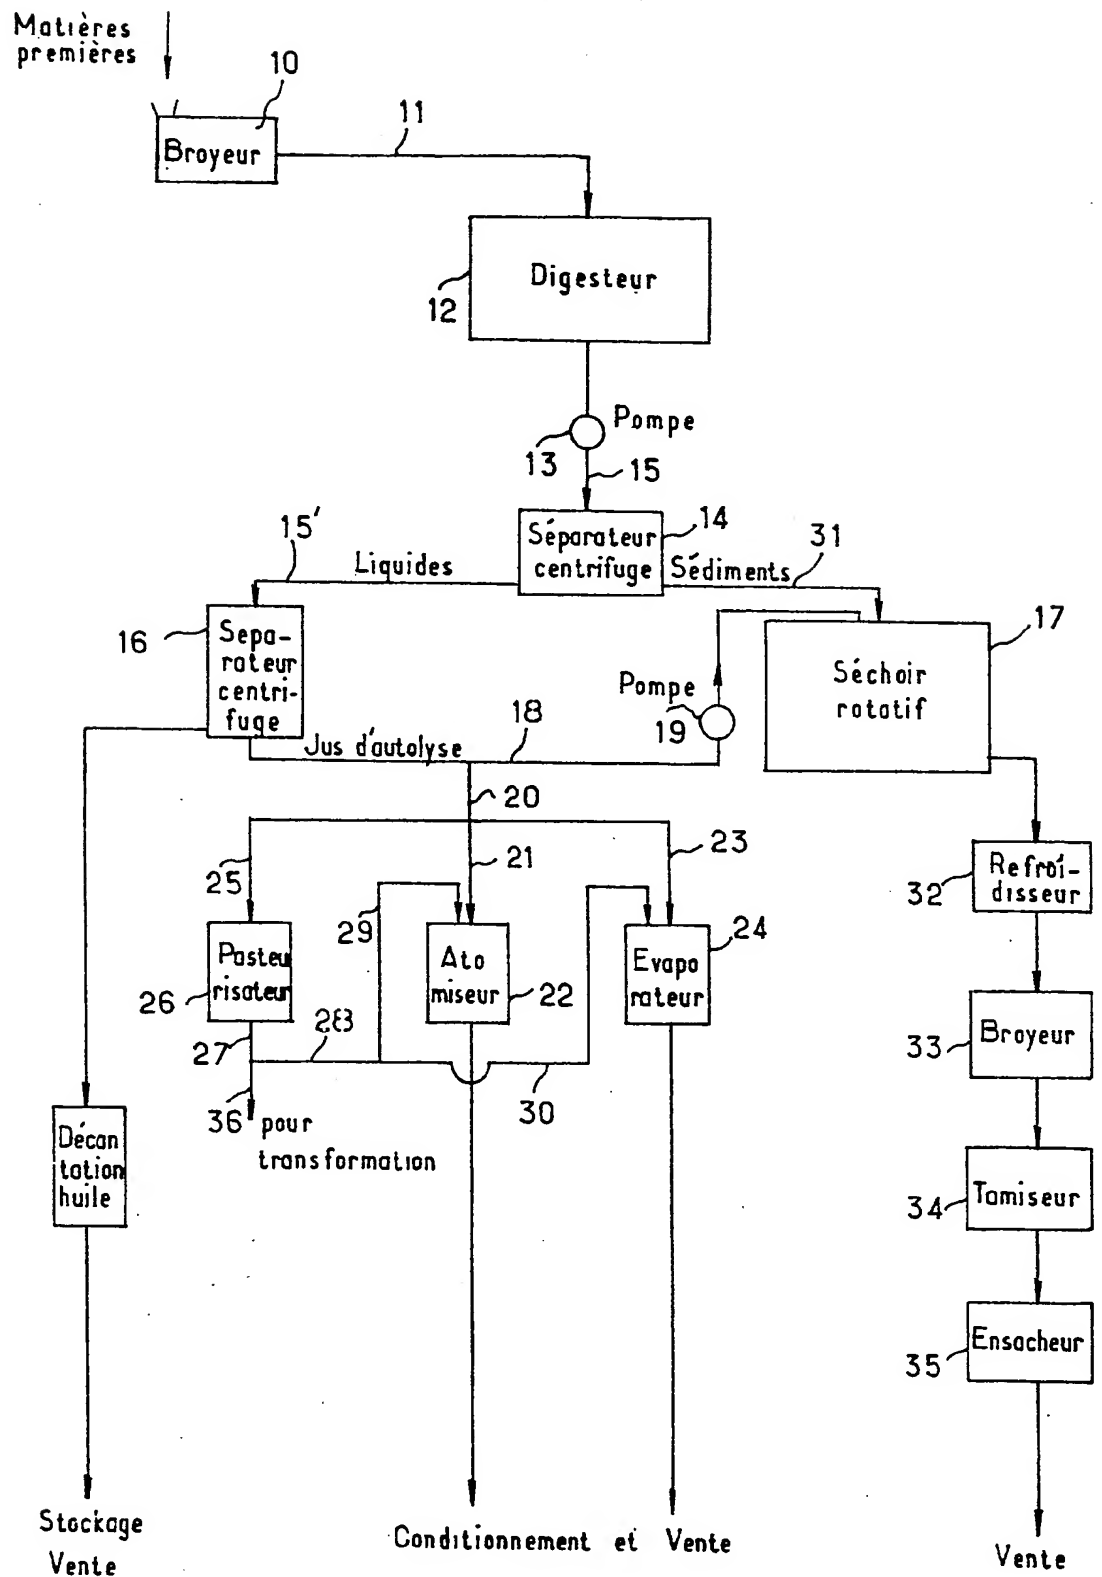 Matières
premières
10
11
Broyeur
Digesteur
12
Pompe
13
15
15'
14
31
Séparateur
centrifuge
Liquides
Sédiments
16
Sépa-
rateur
centri-
fuge
17
Séchoir
rotatif
Pompe
19
Jus d'autolyse
18
20
25
21
23
32
Refroî-
disseur
29
24
Pasteu
risateur
26
Ato
miseur
22
Evapo
rateur
27
28
33
Broyeur
30
36
pour
transformation
Décan
tation
huile
34
Tamiseur
35
Ensacheur
Stockage
Vente
Conditionnement et Vente
Vente